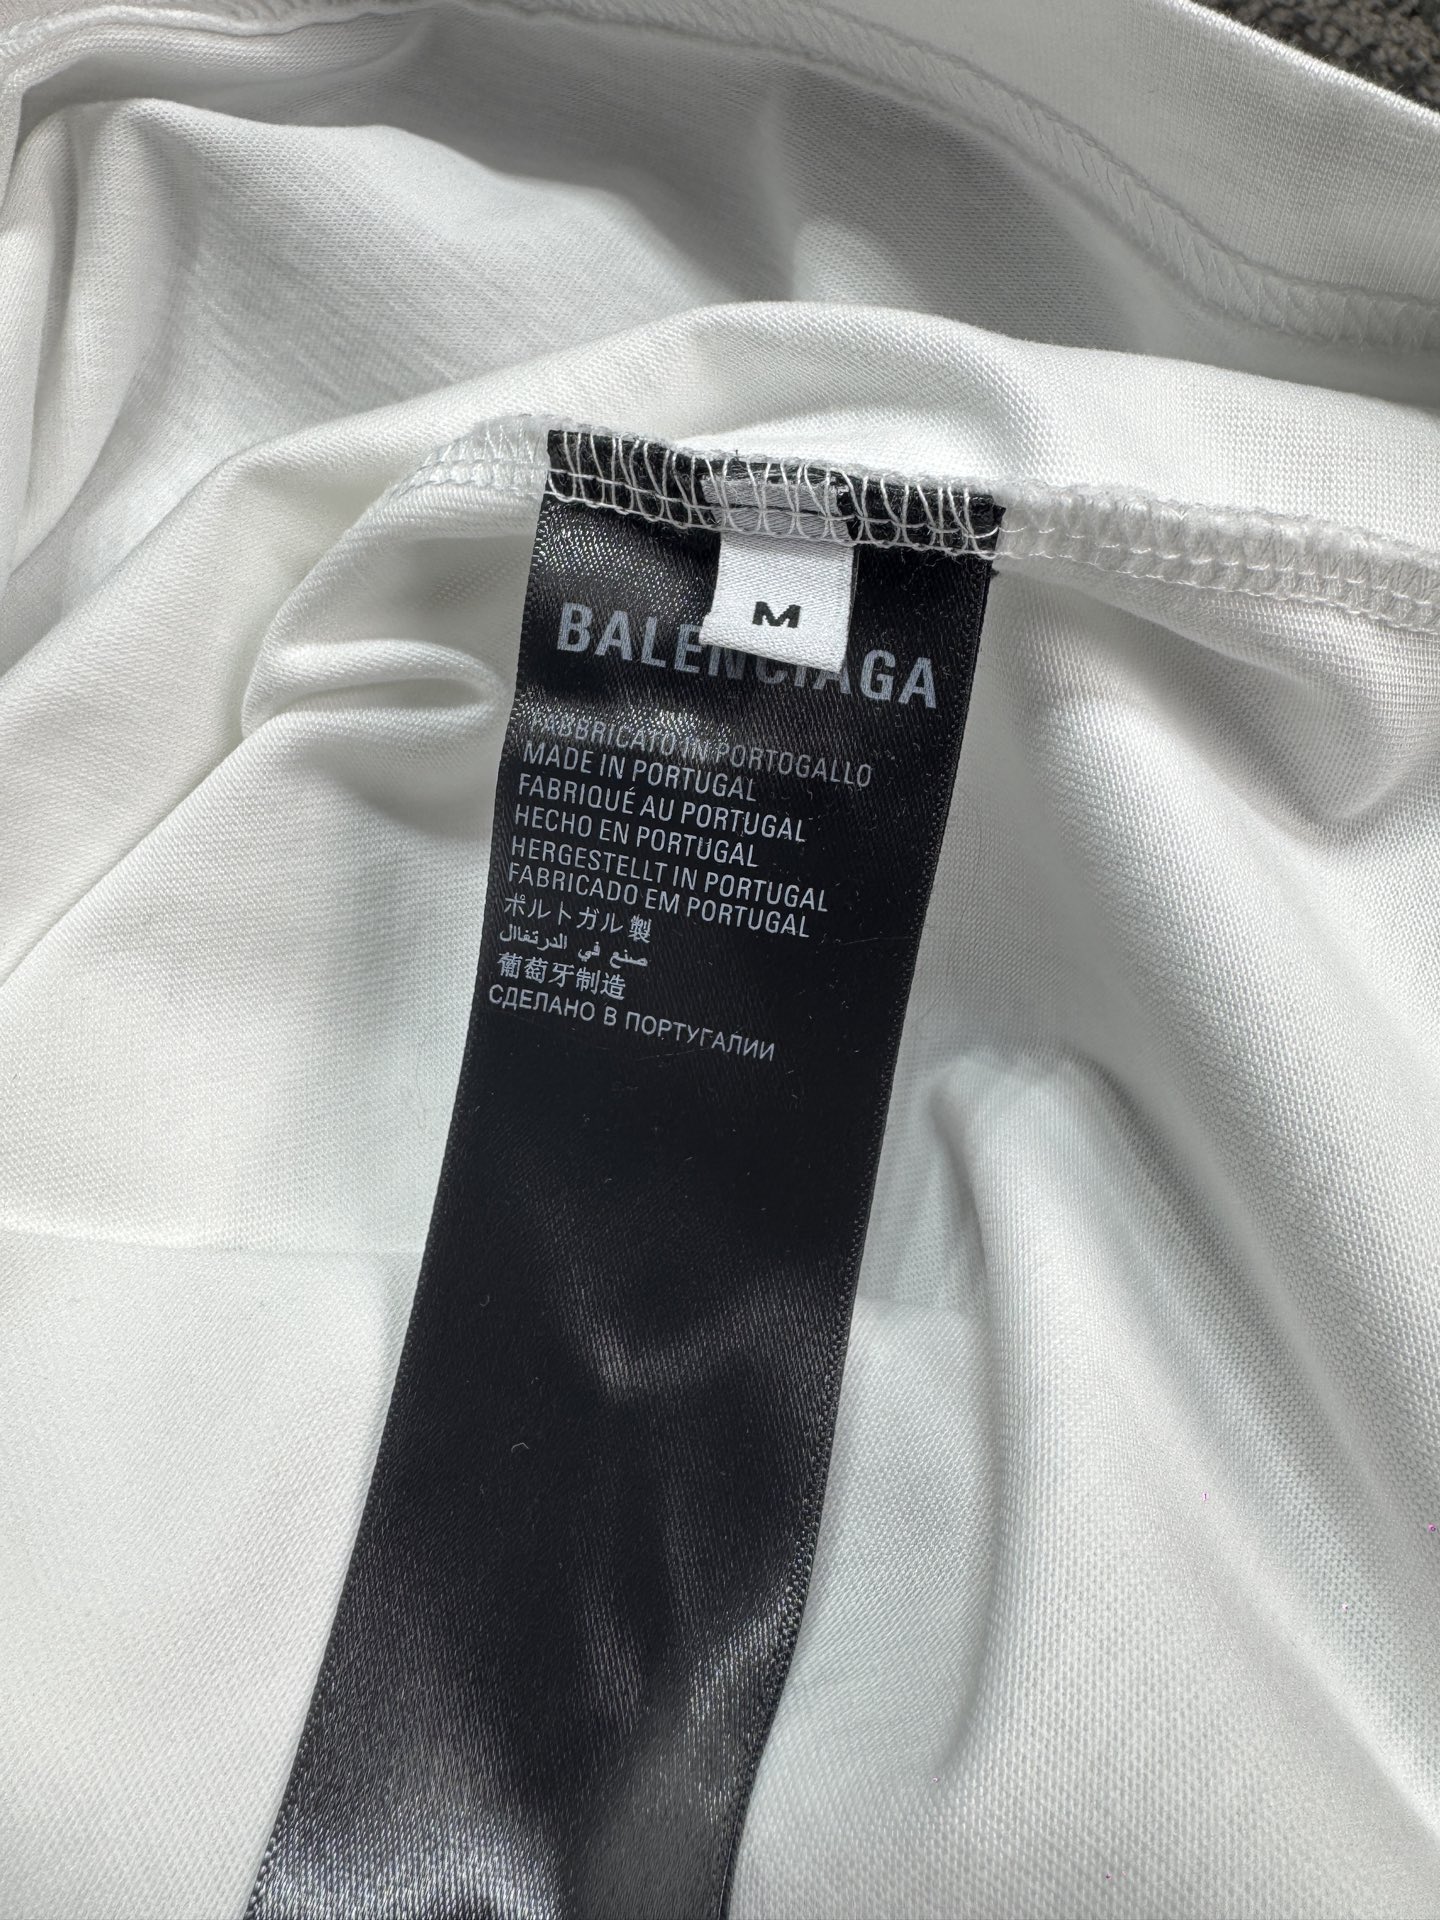 M
BALENCIAGA
FABBRICATO IN PORTOGALLO
MADE IN PORTUGAL
FABRIQUÉ AU PORTUGAL
HECHO EN PORTUGAL
HERGESTELLT IN PORTUGAL
FABRICADO EM PORTUGAL
ポルトガル製
صنع في الدرتغاال
葡萄牙制造
СДЕЛАНО В ПОРТУГАЛИИ